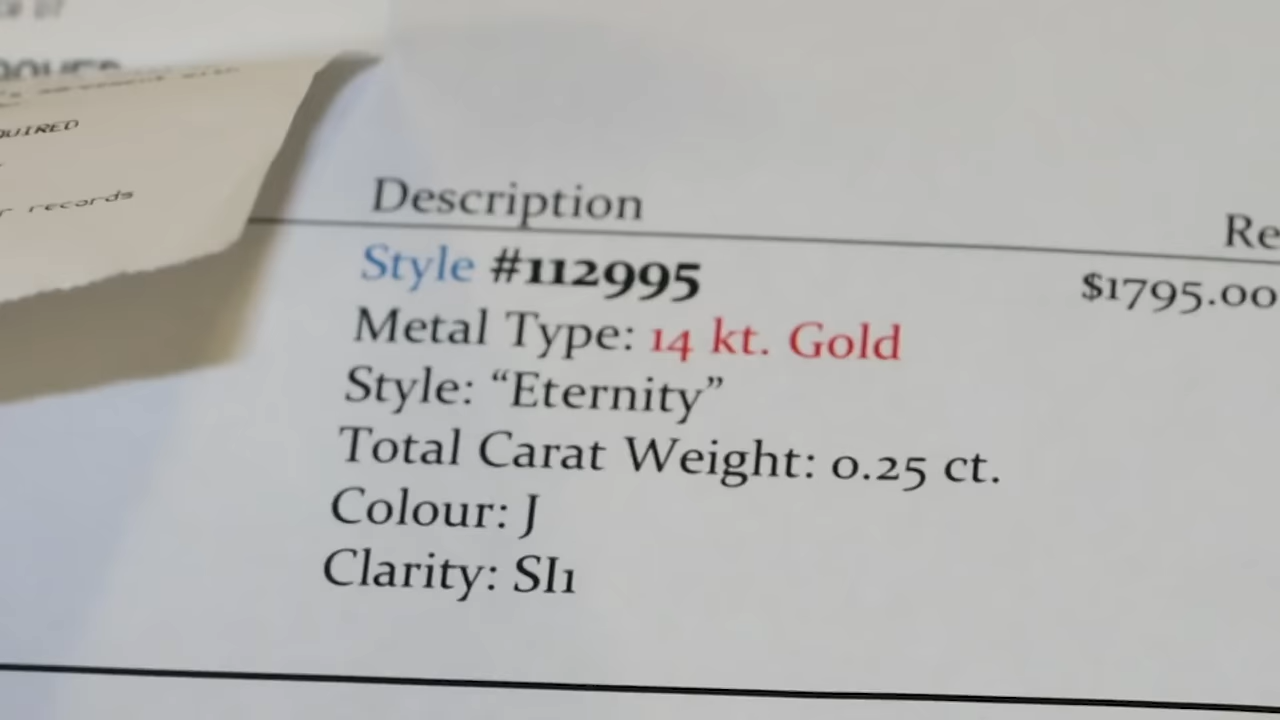 QUIRED
r records
Description
Re
Style #112995
$1795.00
Metal Type: 14 kt. Gold
Style: “Eternity”
Total Carat Weight: 0.25 ct.
Colour: J
Clarity: SI1